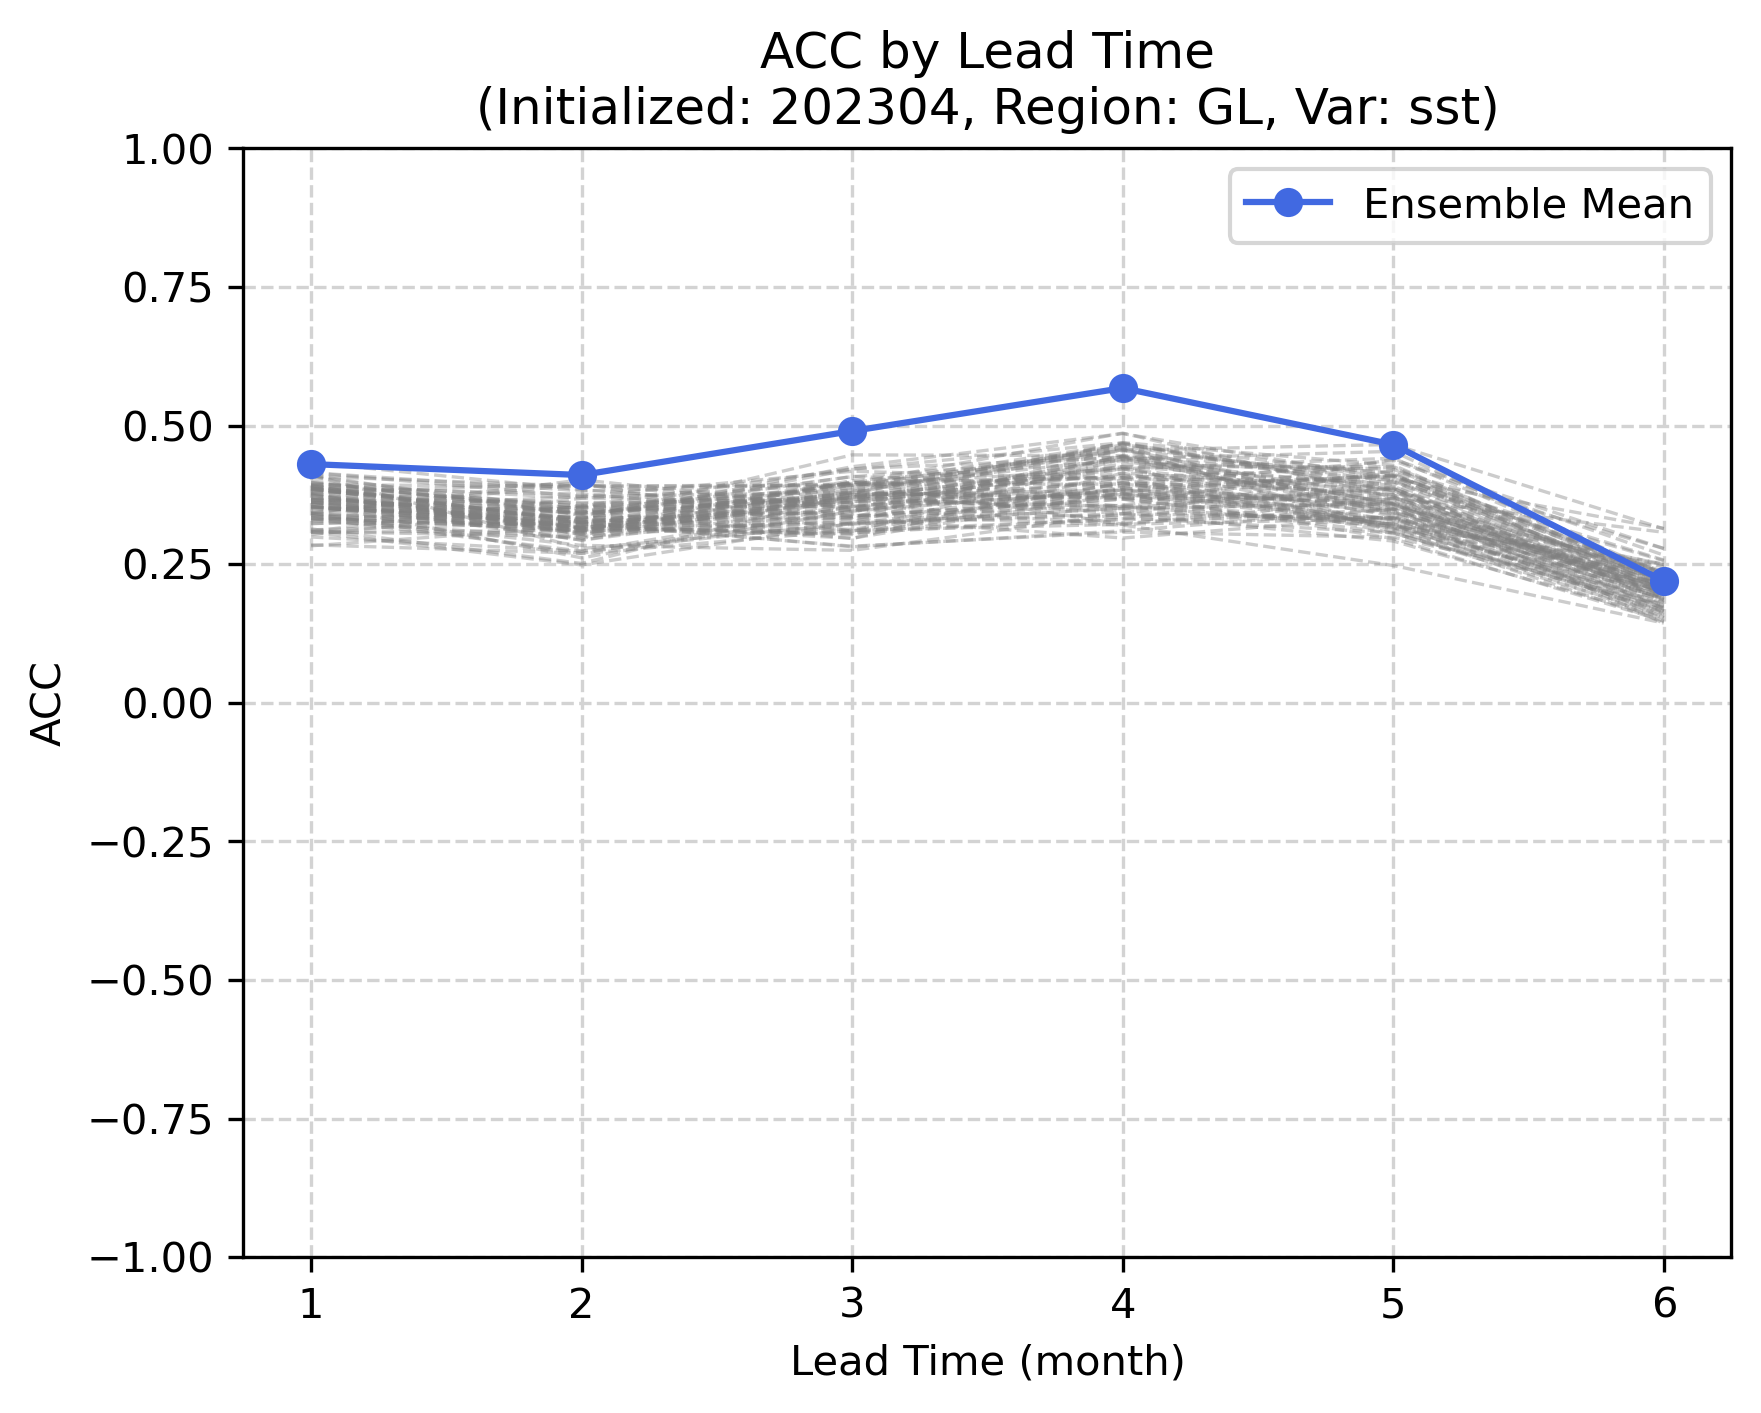 ACC by Lead Time
(Initialized: 202304, Region: GL, Var: sst)
Ensemble Mean
1.00
0.75
0.50
0.25
0.00
−0.25
−0.50
−0.75
−1.00
ACC
1 2 3 4 5 6
Lead Time (month)